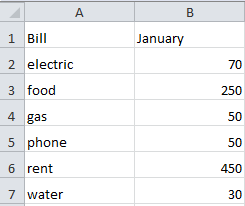 A B
1 Bill January
2 electric 70
3 food 250
4 gas 50
5 phone 50
6 rent 450
7 water 30